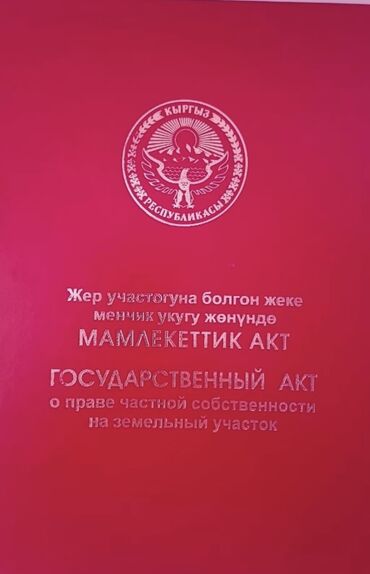 КЫРГЫЗ
РЕСПУБЛИКАСЫ
Жер участогуна болгон жеке
менчик укугу жөнүндө
МАМЛЕКЕТТИК АКТ
ГОСУДАРСТВЕННЫЙ АКТ
о праве частной собственности
на земельный участок